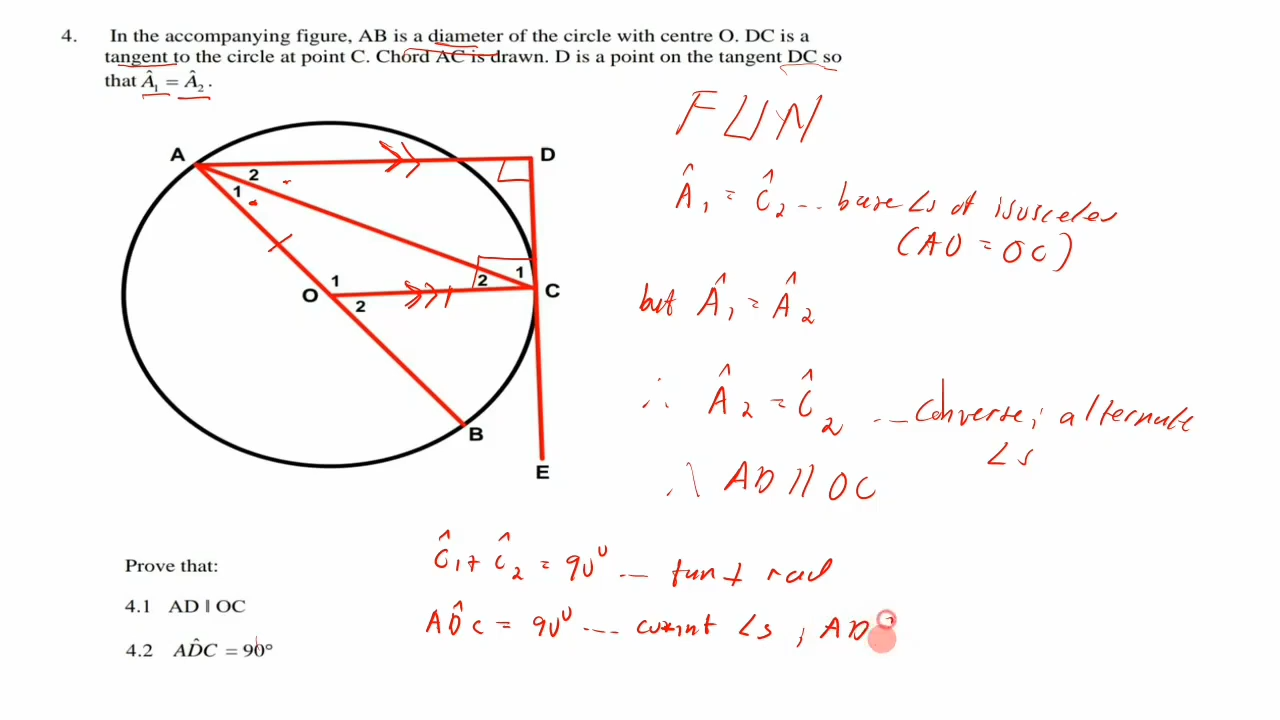 4. In the accompanying figure, AB is a diameter of the circle with centre O. DC is a
tangent to the circle at point C. Chord AC is drawn. D is a point on the tangent DC so
that Â₁ = Â₂.
FUN
A
D
2
1
1
2
1
O
C
2
B
E
Â₁ = Ĉ₂ ... base ∠s of isosceles
(AO = OC)
but Â₁ = Â₂
∴ Â₂ = Ĉ₂ ... Converse; alternate
∠s
∴ AD // OC
Ĉ₁ + Ĉ₂ = 90° ... tan ⊥ rad
AD̂C = 90° ... coint ∠s ; AD
Prove that:
4.1 AD ∥ OC
4.2 AD̂C = 90°